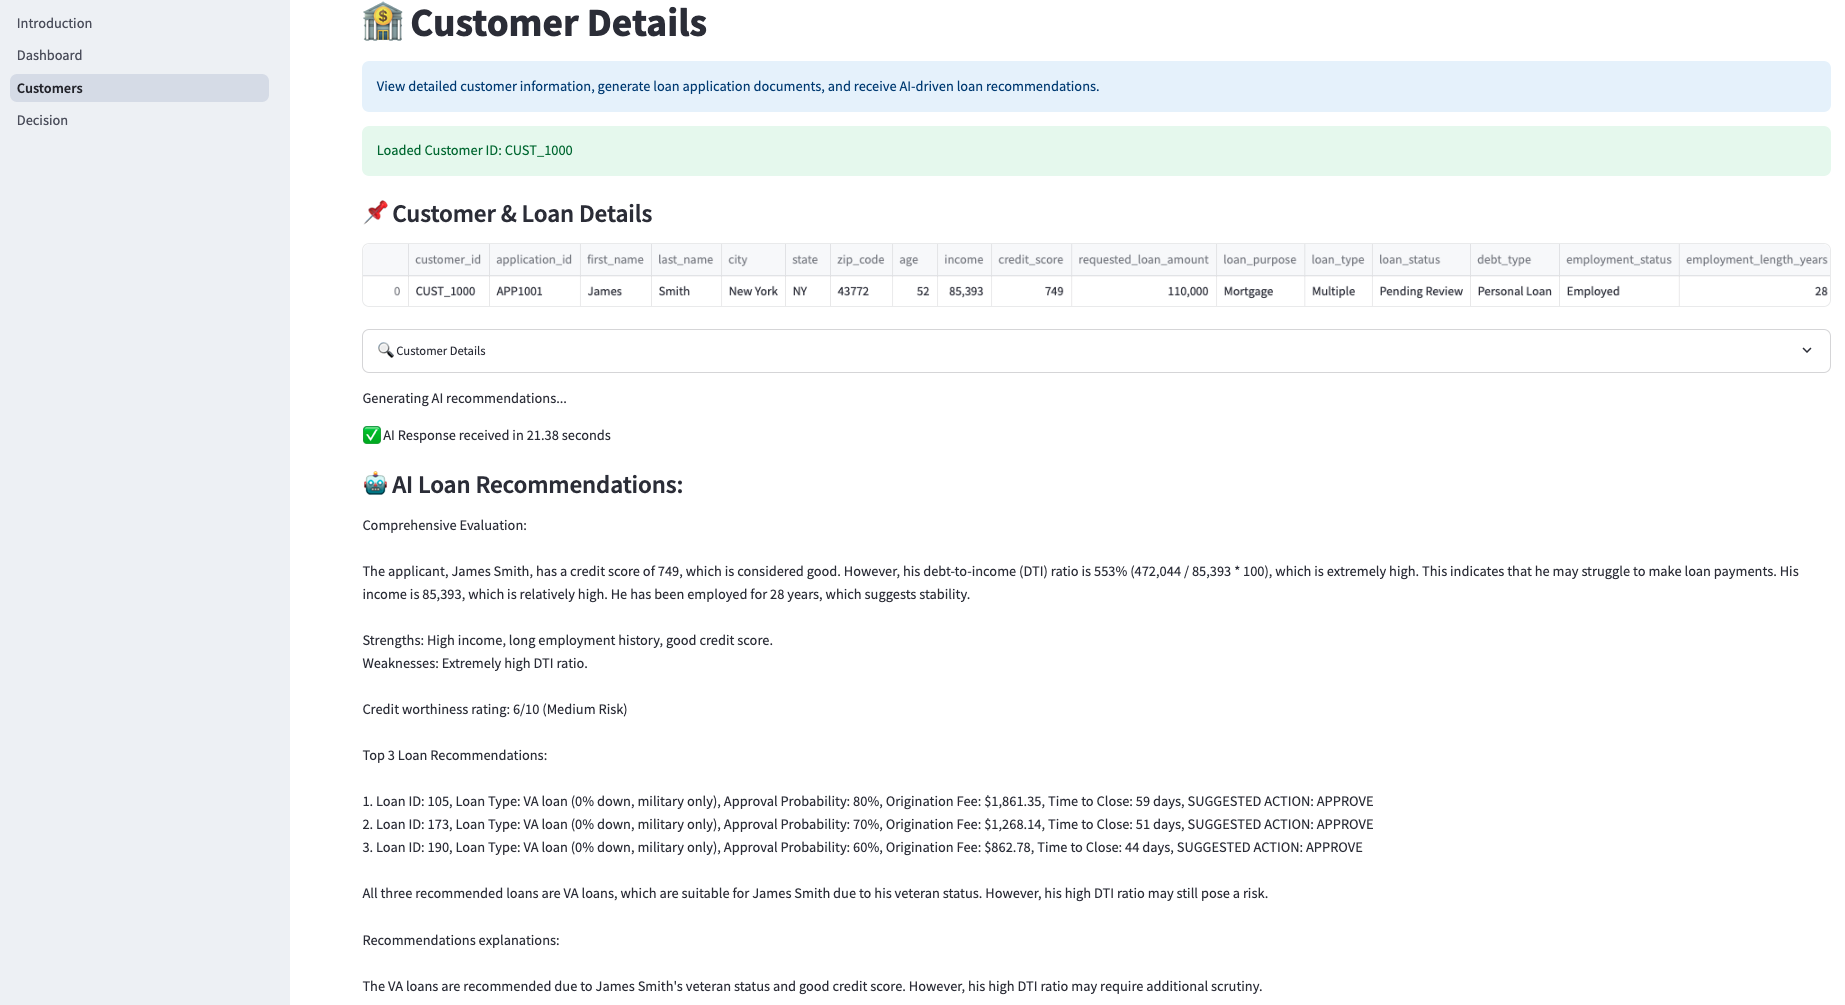 Introduction
Dashboard
Customers
Decision
Customer Details
View detailed customer information, generate loan application documents, and receive AI-driven loan recommendations.
Loaded Customer ID: CUST_1000
Customer & Loan Details
customer_id application_id first_name last_name city state zip_code age income credit_score requested_loan_amount loan_purpose loan_type loan_status debt_type employment_status employment_length_years
0 CUST_1000 APP1001 James Smith New York NY 43772 52 85,393 749 110,000 Mortgage Multiple Pending Review Personal Loan Employed 28
Customer Details
Generating AI recommendations...
AI Response received in 21.38 seconds
AI Loan Recommendations:
Comprehensive Evaluation:
The applicant, James Smith, has a credit score of 749, which is considered good. However, his debt-to-income (DTI) ratio is 553% (472,044 / 85,393 * 100), which is extremely high. This indicates that he may struggle to make loan payments. His
income is 85,393, which is relatively high. He has been employed for 28 years, which suggests stability.
Strengths: High income, long employment history, good credit score.
Weaknesses: Extremely high DTI ratio.
Credit worthiness rating: 6/10 (Medium Risk)
Top 3 Loan Recommendations:
1. Loan ID: 105, Loan Type: VA loan (0% down, military only), Approval Probability: 80%, Origination Fee: $1,861.35, Time to Close: 59 days, SUGGESTED ACTION: APPROVE
2. Loan ID: 173, Loan Type: VA loan (0% down, military only), Approval Probability: 70%, Origination Fee: $1,268.14, Time to Close: 51 days, SUGGESTED ACTION: APPROVE
3. Loan ID: 190, Loan Type: VA loan (0% down, military only), Approval Probability: 60%, Origination Fee: $862.78, Time to Close: 44 days, SUGGESTED ACTION: APPROVE
All three recommended loans are VA loans, which are suitable for James Smith due to his veteran status. However, his high DTI ratio may still pose a risk.
Recommendations explanations:
The VA loans are recommended due to James Smith's veteran status and good credit score. However, his high DTI ratio may require additional scrutiny.